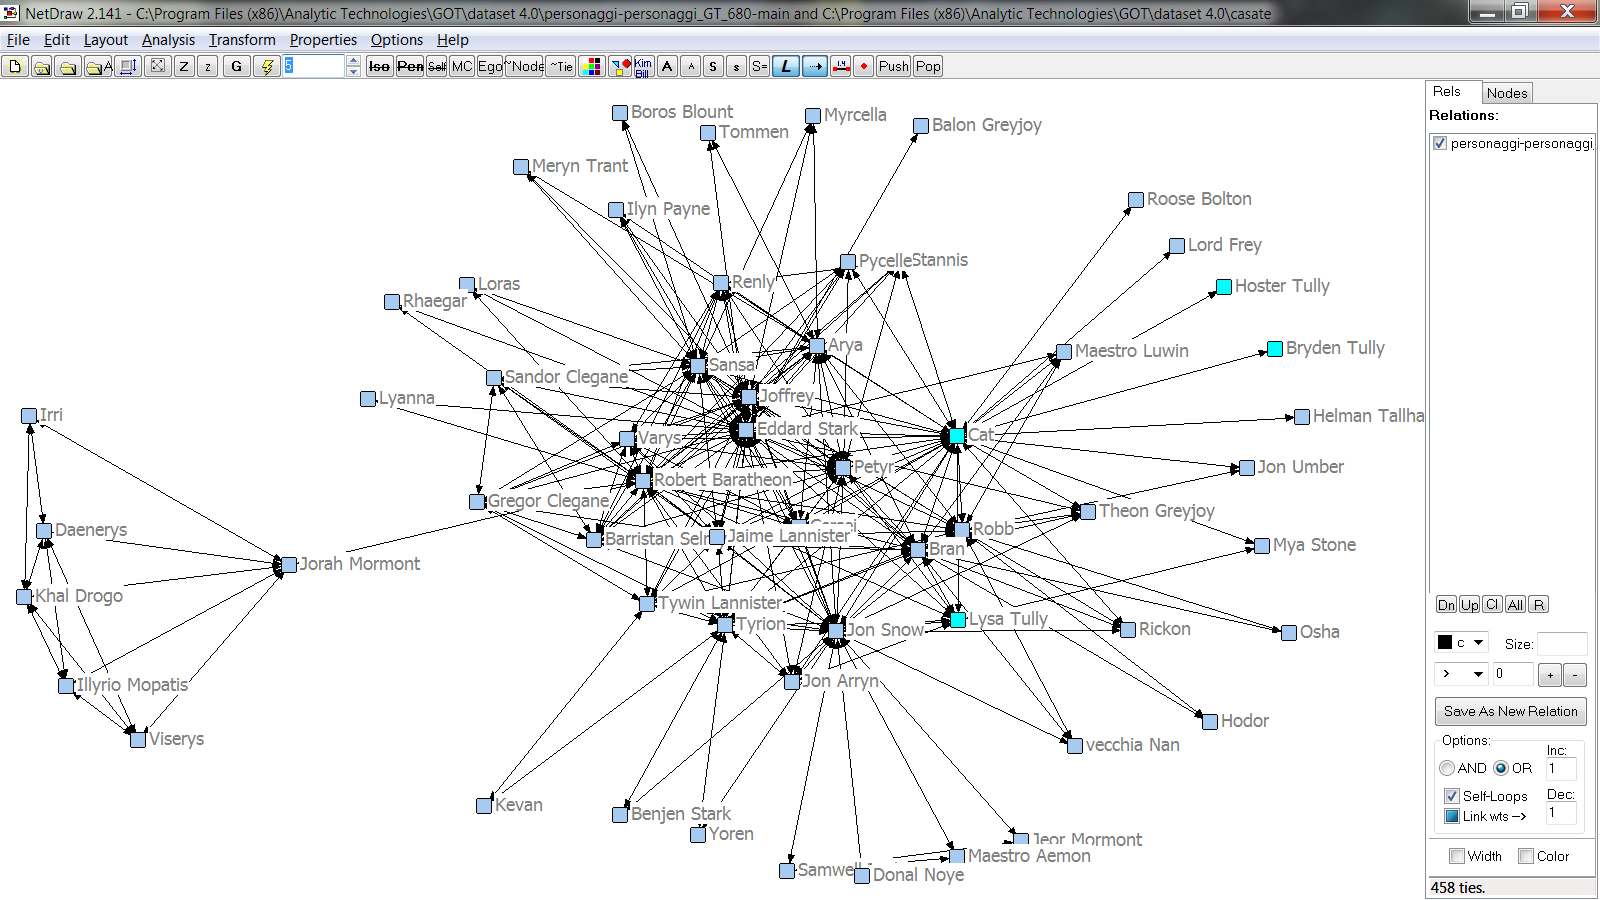 NetDraw 2.141 - C:\Program Files (x86)\Analytic Technologies\GOT\dataset 4.0\personaggi-personaggi_GT_680-main and C:\Program Files (x86)\Analytic Technologies\GOT\dataset 4.0\casate
File Edit Layout Analysis Transform Properties Options Help
A Z z G 5 Iso Pen Self MC Ego ~Node ~Tie Kim Bill A A S s S= L Push Pop
Rels Nodes
Relations:
personaggi-personaggi
Boros Blount
Tommen
Myrcella
Balon Greyjoy
Meryn Trant
Ilyn Payne
Roose Bolton
Lord Frey
Pycelle
Stannis
Renly
Loras
Hoster Tully
Rhaegar
Arya
Maestro Luwin
Bryden Tully
Sansa
Sandor Clegane
Joffrey
Lyanna
Irri
Helman Tallha
Eddard Stark
Varys
Cat
Petyr
Jon Umber
Robert Baratheon
Gregor Clegane
Theon Greyjoy
Daenerys
Robb
Barristan Selm
Jaime Lannister
Bran
Mya Stone
Jorah Mormont
Khal Drogo
Tywin Lannister
Tyrion
Jon Snow
Lysa Tully
Rickon
Osha
Illyrio Mopatis
Jon Arryn
Hodor
Viserys
vecchia Nan
Kevan
Benjen Stark
Yoren
Jeor Mormont
Maestro Aemon
Samwell
Donal Noye
Dn Up Cl All R
c Size:
> 0 + -
Save As New Relation
Options:
Inc:
AND OR 1
Self-Loops Dec:
Link wts --> 1
Width Color
458 ties.